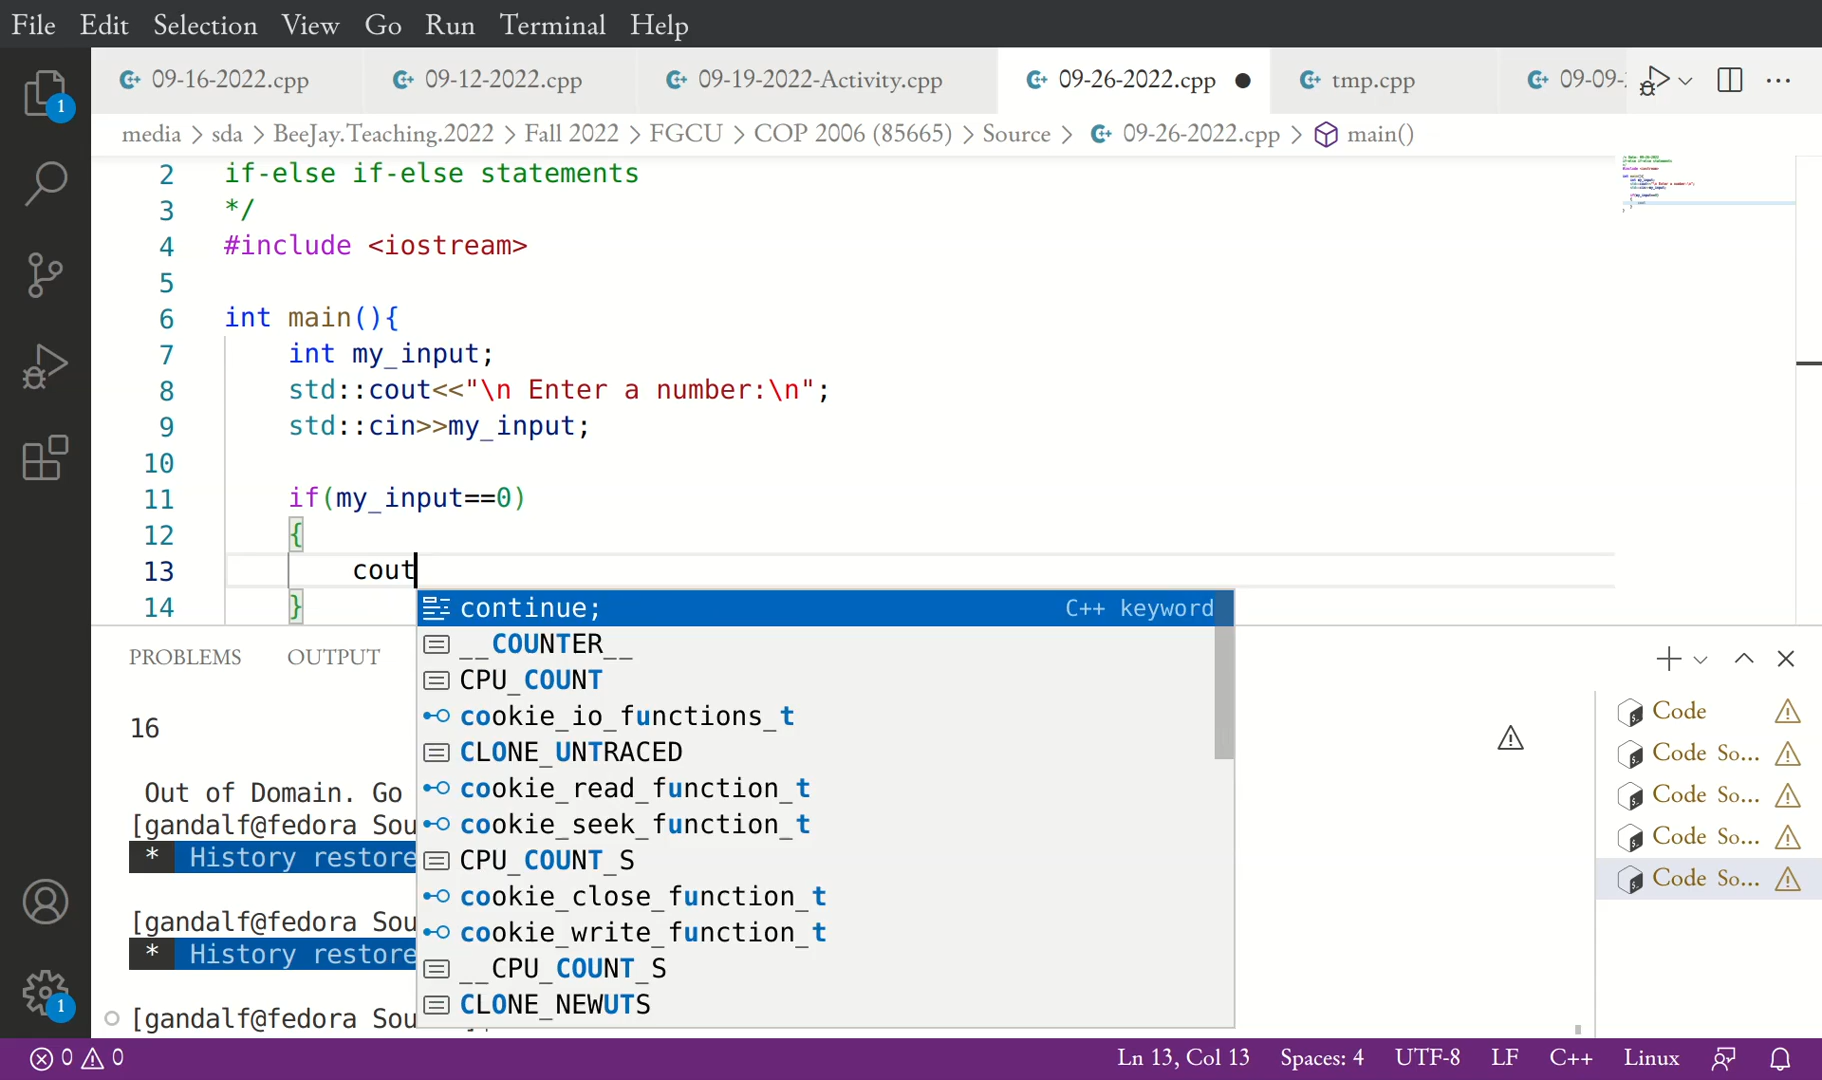 File Edit Selection View Go Run Terminal Help
09-16-2022.cpp 09-12-2022.cpp 09-19-2022-Activity.cpp 09-26-2022.cpp tmp.cpp 09-09-
media > sda > BeeJay.Teaching.2022 > Fall 2022 > FGCU > COP 2006 (85665) > Source > 09-26-2022.cpp > main()
2 if-else if-else statements
3 */
4 #include <iostream>
5
6 int main(){
7 int my_input;
8 std::cout<<"\n Enter a number:\n";
9 std::cin>>my_input;
10
11 if(my_input==0)
12 {
13 cout
14 }
continue; C++ keyword
__COUNTER__
CPU_COUNT
cookie_io_functions_t
CLONE_UNTRACED
cookie_read_function_t
cookie_seek_function_t
CPU_COUNT_S
cookie_close_function_t
cookie_write_function_t
__CPU_COUNT_S
CLONE_NEWUTS
PROBLEMS OUTPUT
16
Out of Domain. Go
[gandalf@fedora Sou
* History restore
[gandalf@fedora Sou
* History restore
[gandalf@fedora Sou
Code
Code So...
Code So...
Code So...
Code So...
1
1
0 0 Ln 13, Col 13 Spaces: 4 UTF-8 LF C++ Linux